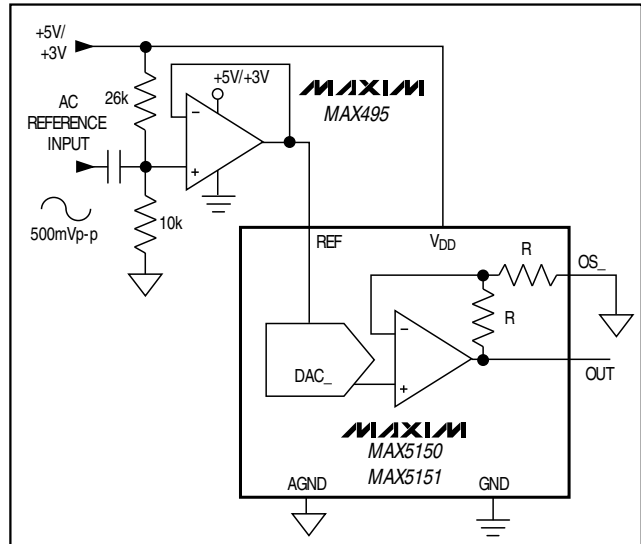 +5V/
+3V
26k
+5V/+3V
MAXIM
MAX495
AC
REFERENCE
INPUT
−
+
10k
500mVp-p
REF
VDD
R
OS_
R
−
+
DAC_
OUT
MAXIM
MAX5150
MAX5151
AGND
GND